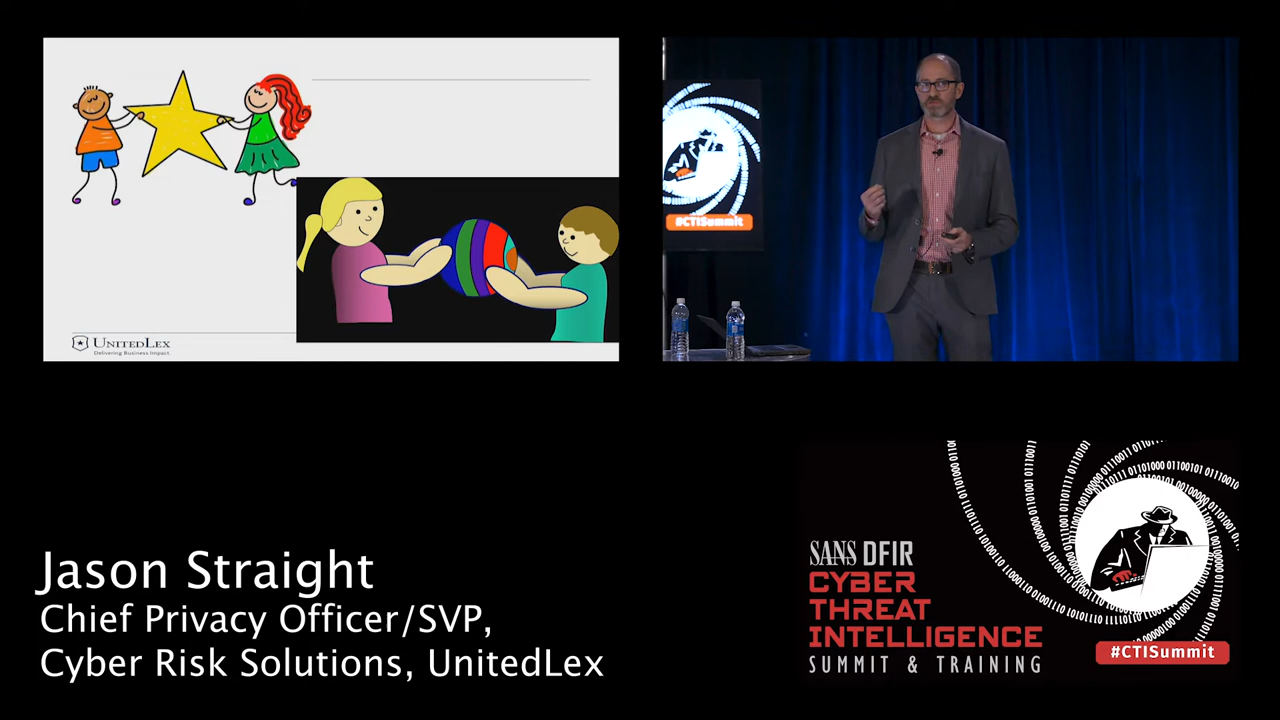 UNITEDLEX
Delivering Business Impact.
#CTISummit
Jason Straight
Chief Privacy Officer/SVP,
Cyber Risk Solutions, UnitedLex
SANS DFIR
CYBER
THREAT
INTELLIGENCE
SUMMIT & TRAINING
#CTISummit